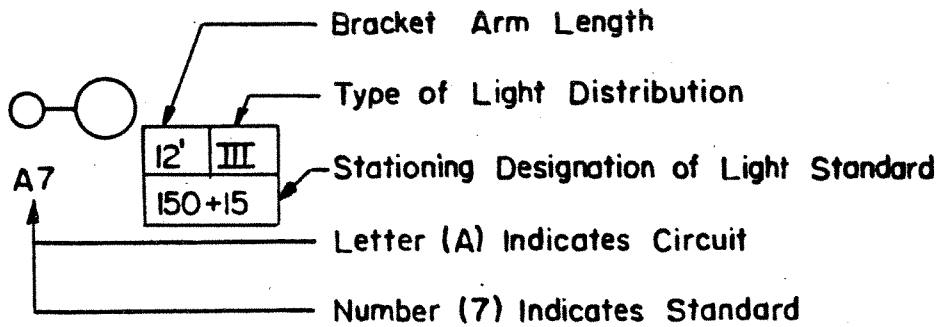 Bracket Arm Length
Type of Light Distribution
12' III
A7
Stationing Designation of Light Standard
150+15
Letter (A) Indicates Circuit
Number (7) Indicates Standard